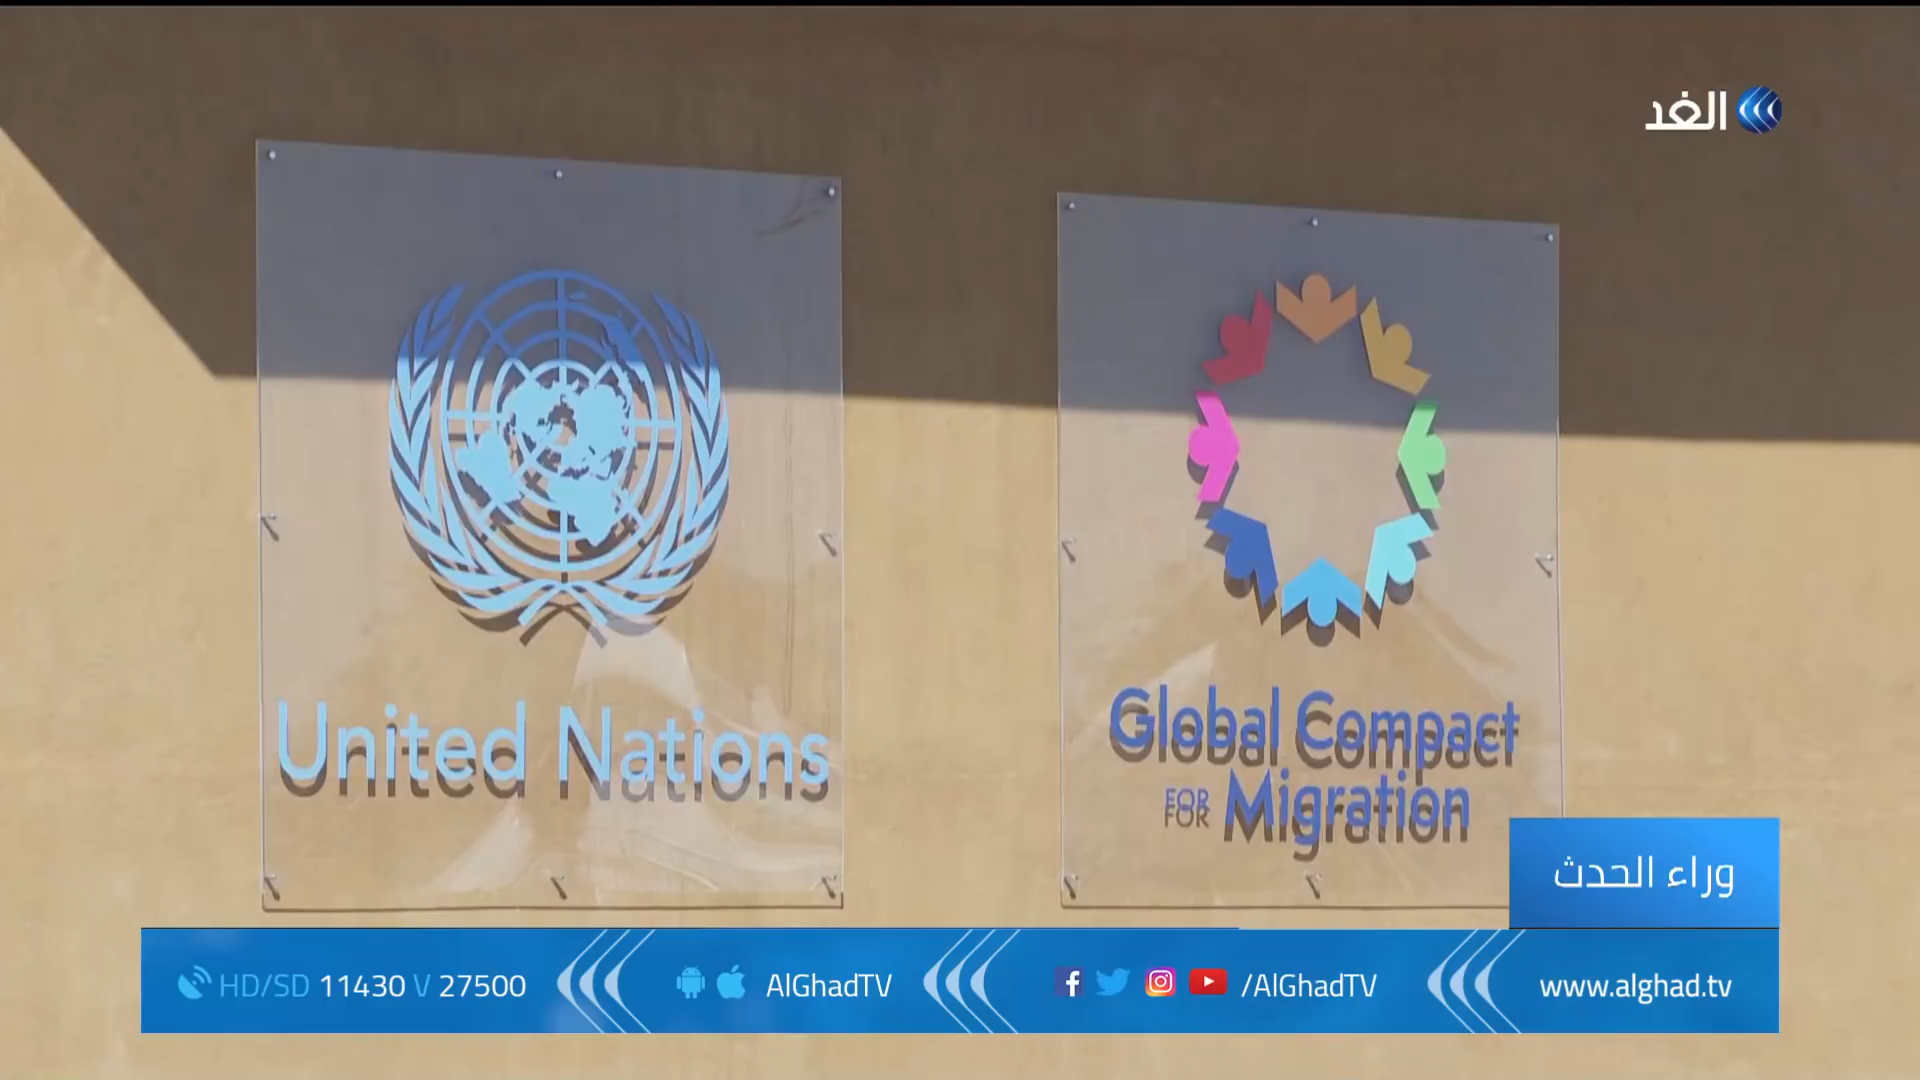 الغد
United Nations
Global Compact
FOR Migration
وراء الحدث
HD/SD 11430 V 27500
AlGhadTV
/AlGhadTV
www.alghad.tv